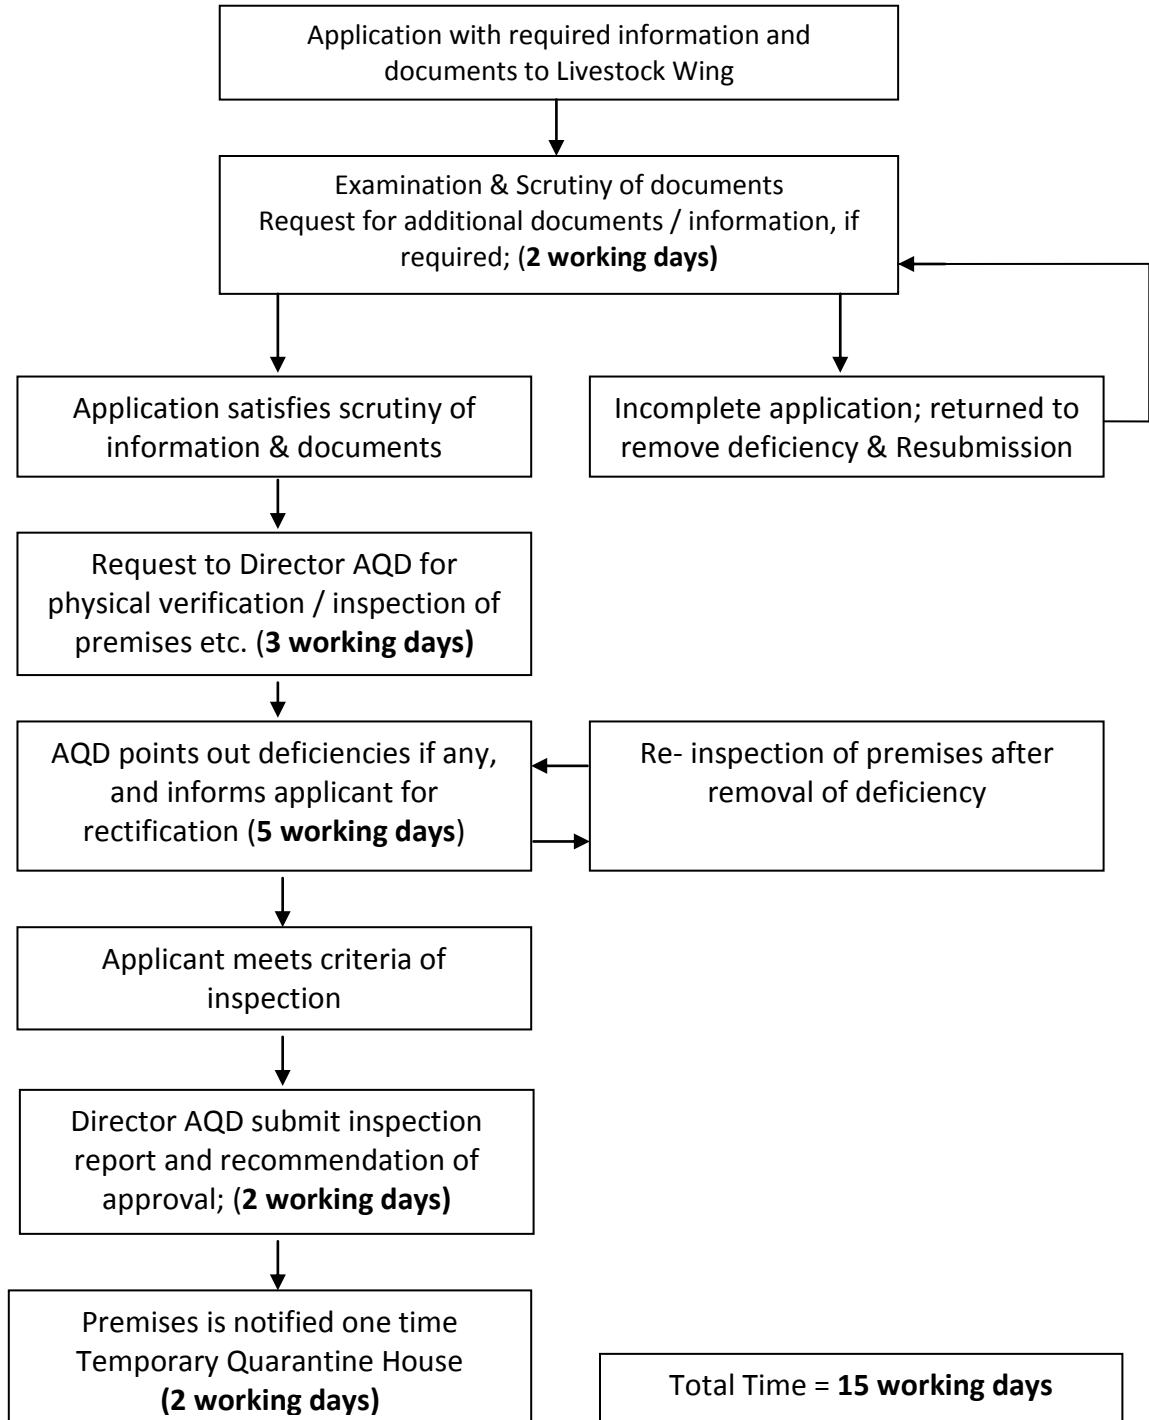 Application with required information and
documents to Livestock Wing
Examination & Scrutiny of documents
Request for additional documents / information, if
required; (2 working days)
Application satisfies scrutiny of
information & documents
Incomplete application; returned to
remove deficiency & Resubmission
Request to Director AQD for
physical verification / inspection of
premises etc. (3 working days)
AQD points out deficiencies if any,
and informs applicant for
rectification (5 working days)
Re- inspection of premises after
removal of deficiency
Applicant meets criteria of
inspection
Director AQD submit inspection
report and recommendation of
approval; (2 working days)
Premises is notified one time
Temporary Quarantine House
(2 working days)
Total Time = 15 working days